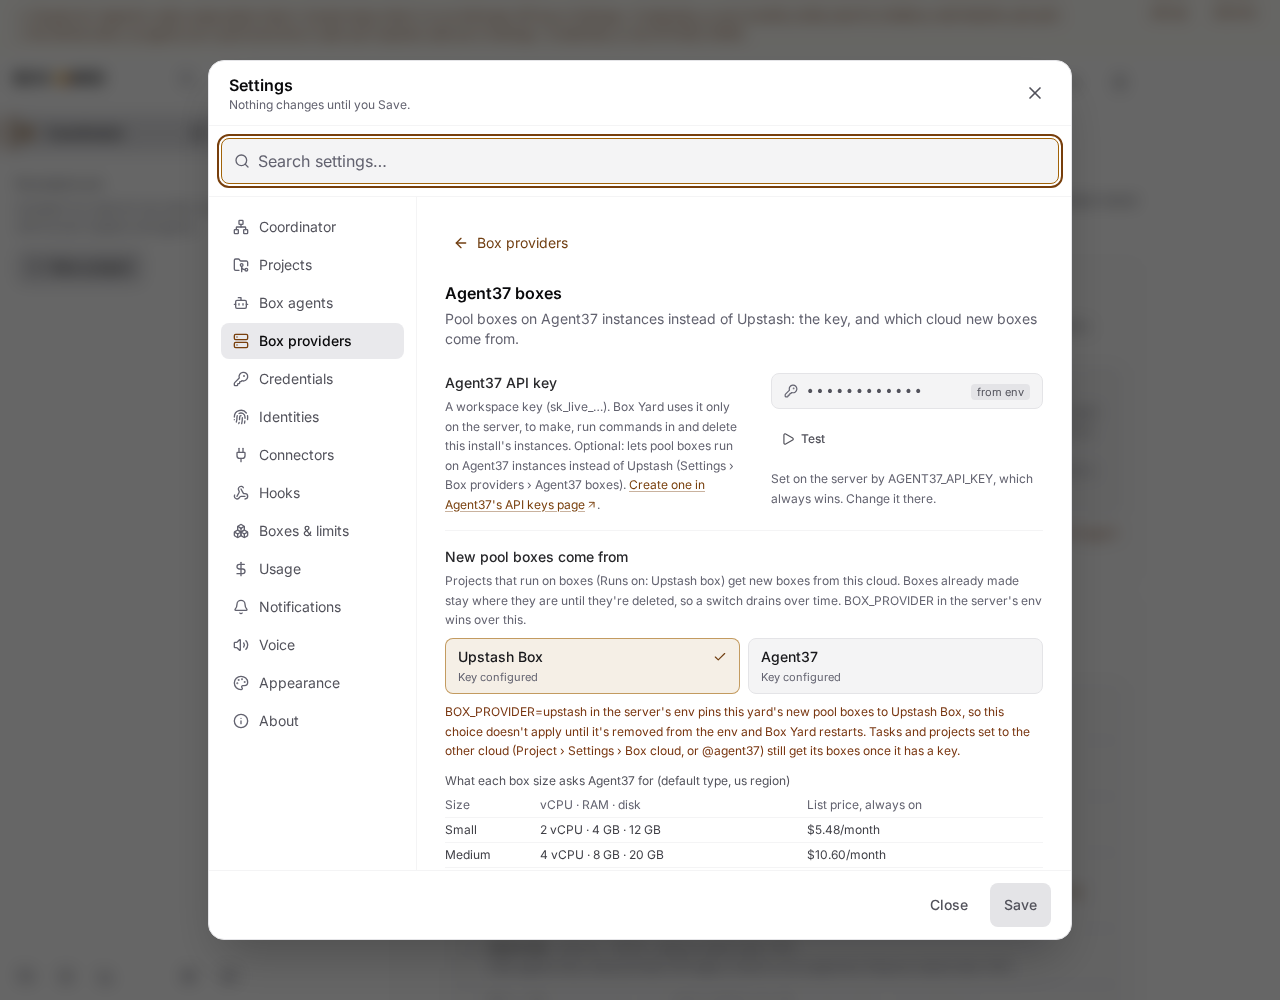 Settings
Nothing changes until you Save.
Search settings...
Coordinator
Projects
Box agents
Box providers
Credentials
Identities
Connectors
Hooks
Boxes & limits
Usage
Notifications
Voice
Appearance
About
Box providers
Agent37 boxes
Pool boxes on Agent37 instances instead of Upstash: the key, and which cloud new boxes
come from.
Agent37 API key
A workspace key (sk_live_...). Box Yard uses it only
on the server, to make, run commands in and delete
this install's instances. Optional: lets pool boxes run
on Agent37 instances instead of Upstash (Settings ›
Box providers › Agent37 boxes). Create one in
Agent37's API keys page.
•••••••••••• from env
Test
Set on the server by AGENT37_API_KEY, which
always wins. Change it there.
New pool boxes come from
Projects that run on boxes (Runs on: Upstash box) get new boxes from this cloud. Boxes already made
stay where they are until they're deleted, so a switch drains over time. BOX_PROVIDER in the server's env
wins over this.
Upstash Box
Key configured
Agent37
Key configured
BOX_PROVIDER=upstash in the server's env pins this yard's new pool boxes to Upstash Box, so this
choice doesn't apply until it's removed from the env and Box Yard restarts. Tasks and projects set to the
other cloud (Project › Settings › Box cloud, or @agent37) still get its boxes once it has a key.
What each box size asks Agent37 for (default type, us region)
Size vCPU · RAM · disk List price, always on
Small 2 vCPU · 4 GB · 12 GB $5.48/month
Medium 4 vCPU · 8 GB · 20 GB $10.60/month
Close Save